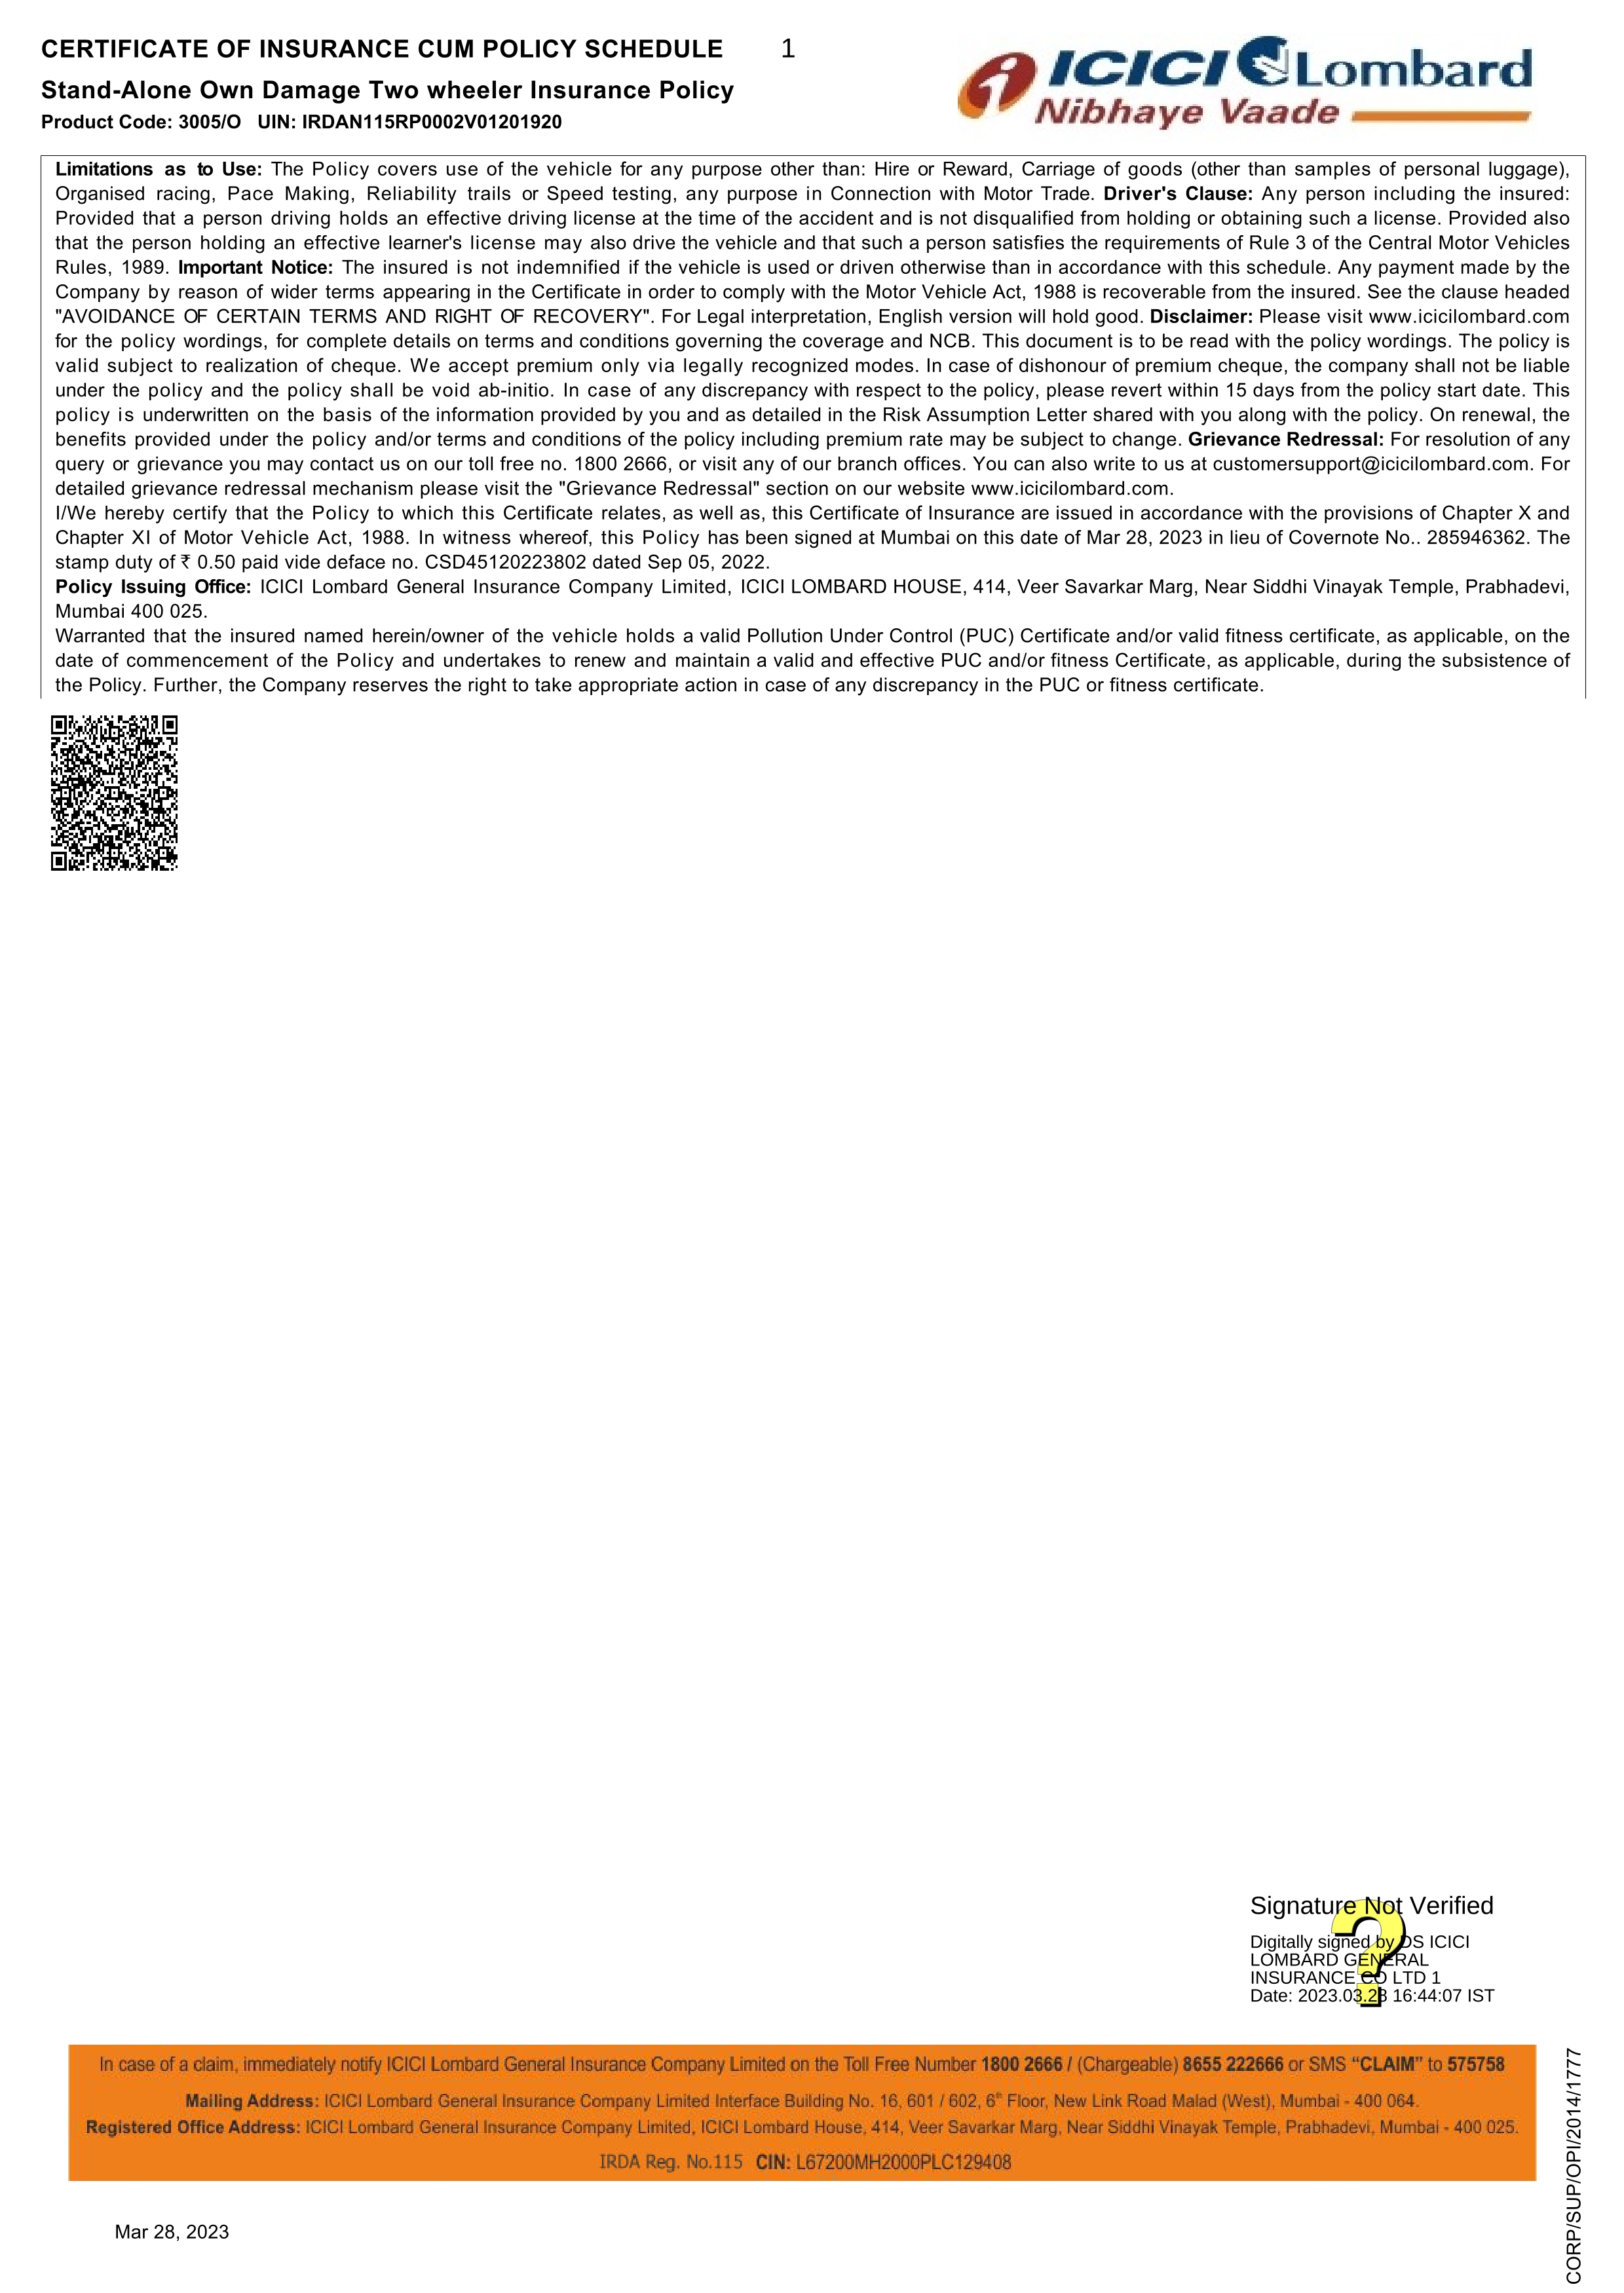 CERTIFICATE OF INSURANCE CUM POLICY SCHEDULE 1
Stand-Alone Own Damage Two wheeler Insurance Policy
Product Code: 3005/O UIN: IRDAN115RP0002V01201920
ICICI Lombard
Nibhaye Vaade
Limitations as to Use: The Policy covers use of the vehicle for any purpose other than: Hire or Reward, Carriage of goods (other than samples of personal luggage),
Organised racing, Pace Making, Reliability trails or Speed testing, any purpose in Connection with Motor Trade. Driver's Clause: Any person including the insured:
Provided that a person driving holds an effective driving license at the time of the accident and is not disqualified from holding or obtaining such a license. Provided also
that the person holding an effective learner's license may also drive the vehicle and that such a person satisfies the requirements of Rule 3 of the Central Motor Vehicles
Rules, 1989. Important Notice: The insured is not indemnified if the vehicle is used or driven otherwise than in accordance with this schedule. Any payment made by the
Company by reason of wider terms appearing in the Certificate in order to comply with the Motor Vehicle Act, 1988 is recoverable from the insured. See the clause headed
"AVOIDANCE OF CERTAIN TERMS AND RIGHT OF RECOVERY". For Legal interpretation, English version will hold good. Disclaimer: Please visit www.icicilombard.com
for the policy wordings, for complete details on terms and conditions governing the coverage and NCB. This document is to be read with the policy wordings. The policy is
valid subject to realization of cheque. We accept premium only via legally recognized modes. In case of dishonour of premium cheque, the company shall not be liable
under the policy and the policy shall be void ab-initio. In case of any discrepancy with respect to the policy, please revert within 15 days from the policy start date. This
policy is underwritten on the basis of the information provided by you and as detailed in the Risk Assumption Letter shared with you along with the policy. On renewal, the
benefits provided under the policy and/or terms and conditions of the policy including premium rate may be subject to change. Grievance Redressal: For resolution of any
query or grievance you may contact us on our toll free no. 1800 2666, or visit any of our branch offices. You can also write to us at customersupport@icicilombard.com. For
detailed grievance redressal mechanism please visit the "Grievance Redressal" section on our website www.icicilombard.com.
I/We hereby certify that the Policy to which this Certificate relates, as well as, this Certificate of Insurance are issued in accordance with the provisions of Chapter X and
Chapter XI of Motor Vehicle Act, 1988. In witness whereof, this Policy has been signed at Mumbai on this date of Mar 28, 2023 in lieu of Covernote No.. 285946362. The
stamp duty of ₹ 0.50 paid vide deface no. CSD45120223802 dated Sep 05, 2022.
Policy Issuing Office: ICICI Lombard General Insurance Company Limited, ICICI LOMBARD HOUSE, 414, Veer Savarkar Marg, Near Siddhi Vinayak Temple, Prabhadevi,
Mumbai 400 025.
Warranted that the insured named herein/owner of the vehicle holds a valid Pollution Under Control (PUC) Certificate and/or valid fitness certificate, as applicable, on the
date of commencement of the Policy and undertakes to renew and maintain a valid and effective PUC and/or fitness Certificate, as applicable, during the subsistence of
the Policy. Further, the Company reserves the right to take appropriate action in case of any discrepancy in the PUC or fitness certificate.
Signature Not Verified
Digitally signed by DS ICICI
LOMBARD GENERAL
INSURANCE CO LTD 1
Date: 2023.03.28 16:44:07 IST
In case of a claim, immediately notify ICICI Lombard General Insurance Company Limited on the Toll Free Number 1800 2666 / (Chargeable) 8655 222666 or SMS “CLAIM” to 575758
Mailing Address: ICICI Lombard General Insurance Company Limited Interface Building No. 16, 601 / 602, 6th Floor, New Link Road Malad (West), Mumbai - 400 064.
Registered Office Address: ICICI Lombard General Insurance Company Limited, ICICI Lombard House, 414, Veer Savarkar Marg, Near Siddhi Vinayak Temple, Prabhadevi, Mumbai - 400 025.
IRDA Reg. No.115 CIN: L67200MH2000PLC129408
Mar 28, 2023
CORP/SUP/OPI/2014/1777